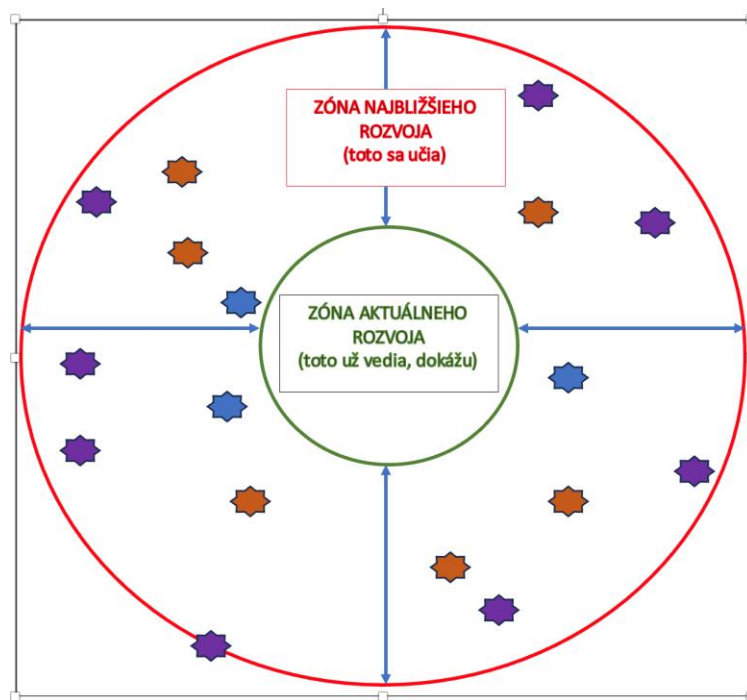 ZÓNA NAJBLIŽŠIEHO
ROZVOJA
(toto sa učia)
ZÓNA AKTUÁLNEHO
ROZVOJA
(toto už vedia, dokážu)